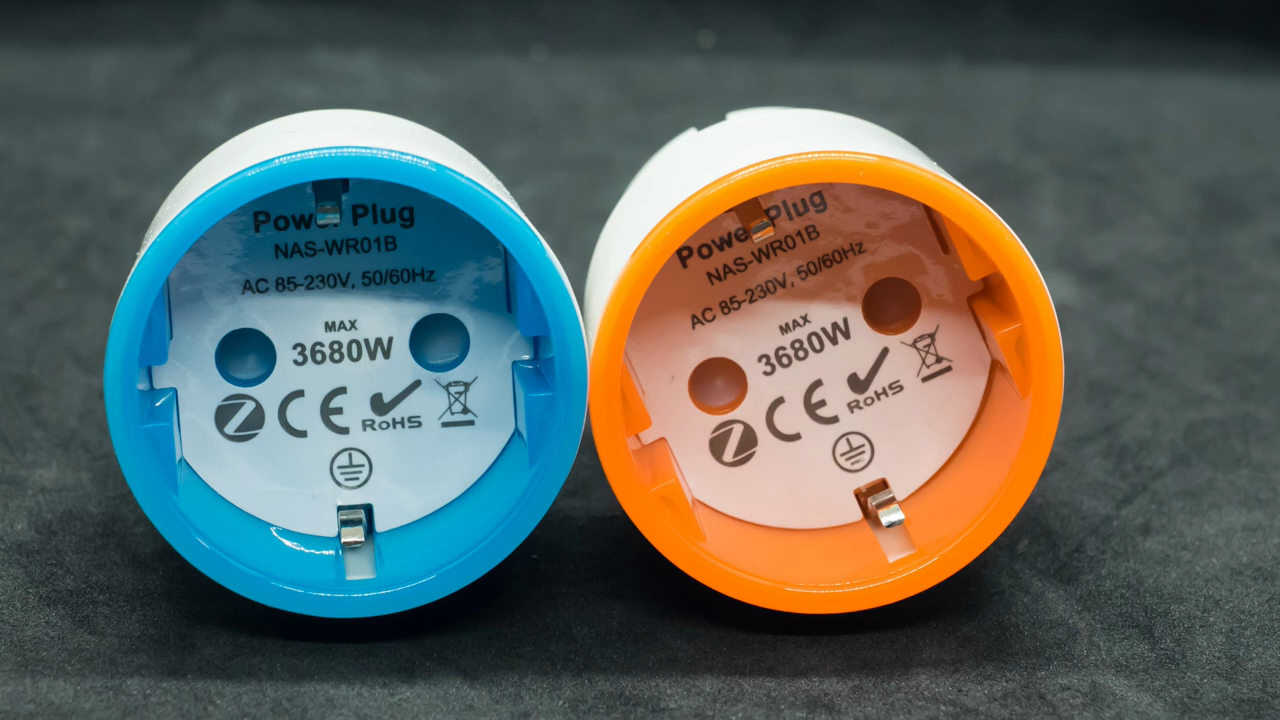 Power Plug
NAS-WR01B
AC 85-230V, 50/60Hz
MAX
3680W
Z CE RoHS
Power Plug
NAS-WR01B
AC 85-230V, 50/60Hz
MAX
3680W
Z CE RoHS